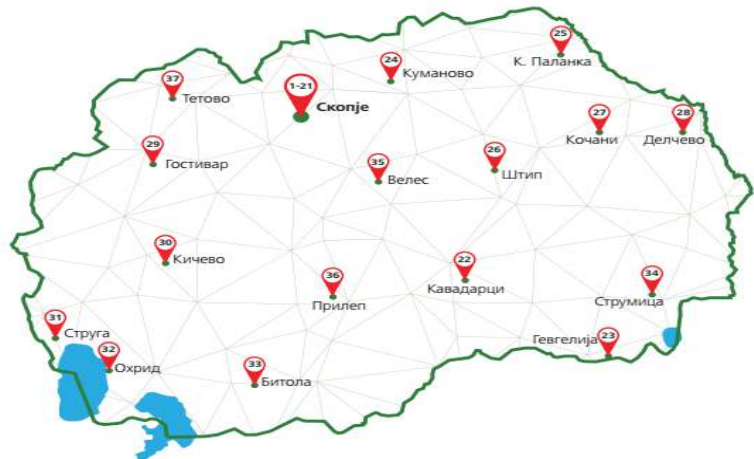 25
К. Паланка
24
Куманово
37
Тетово
1-21
Скопје
27
Кочани
28
Делчево
29
Гостивар
35
Велес
26
Штип
30
Кичево
22
Кавадарци
36
Прилеп
34
Струмица
31
Струга
23
Гевгелија
32
Охрид
33
Битола